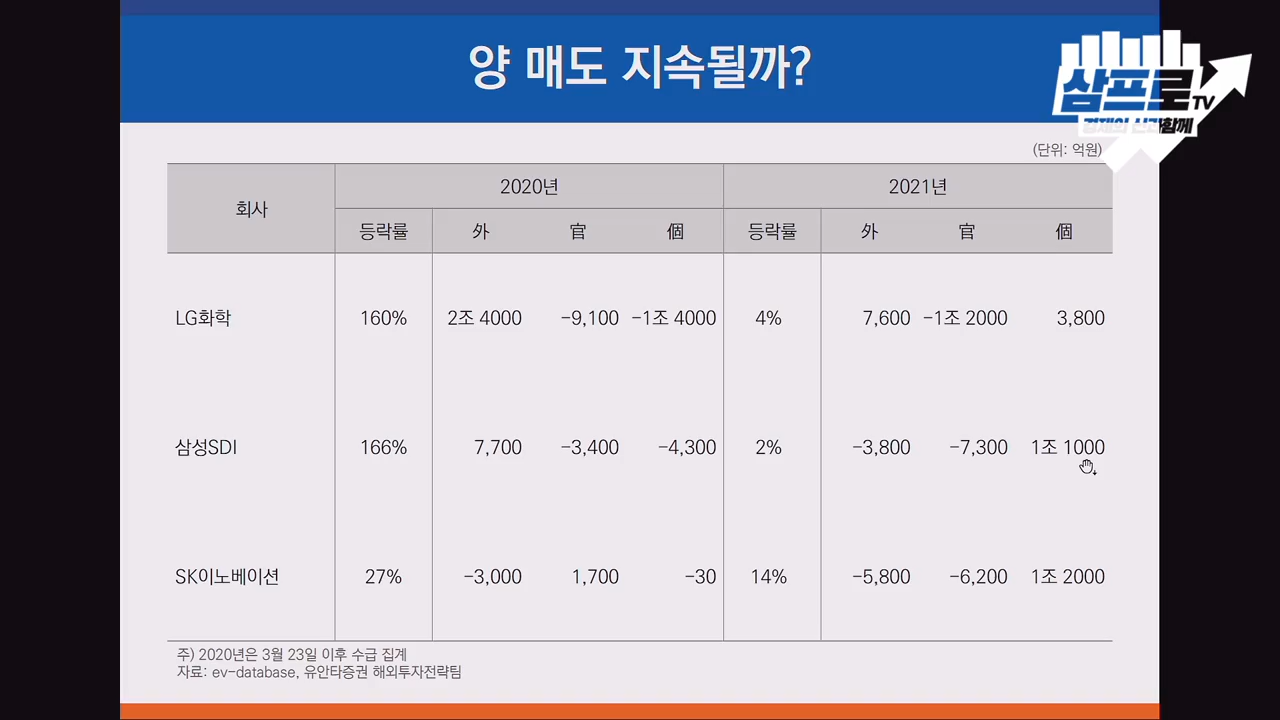 양 매도 지속될까?
삼프로TV
경제의 신과함께
(단위: 억원)
회사 2020년 2021년
등락률 外 官 個 등락률 外 官 個
LG화학 160% 2조 4000 -9,100 -1조 4000 4% 7,600 -1조 2000 3,800
삼성SDI 166% 7,700 -3,400 -4,300 2% -3,800 -7,300 1조 1000
SK이노베이션 27% -3,000 1,700 -30 14% -5,800 -6,200 1조 2000
주) 2020년은 3월 23일 이후 수급 집계
자료: ev-database, 유안타증권 해외투자전략팀